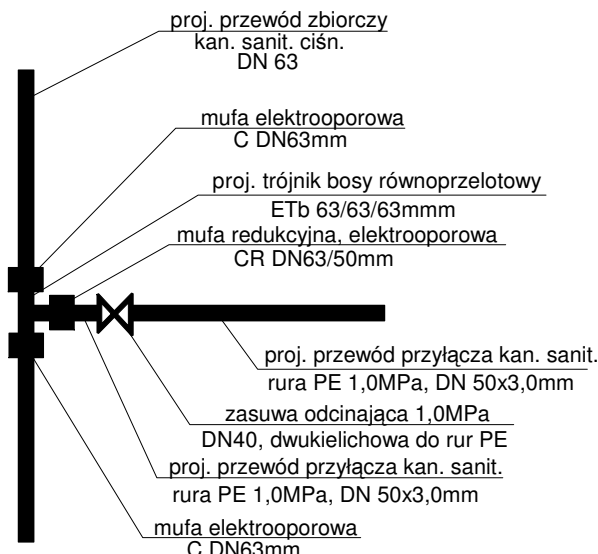 proj. przewód zbiorczy
kan. sanit. ciśn.
DN 63
mufa elektrooporowa
C DN63mm
proj. trójnik bosy równoprzelotowy
ETb 63/63/63mmm
mufa redukcyjna, elektrooporowa
CR DN63/50mm
proj. przewód przyłącza kan. sanit.
rura PE 1,0MPa, DN 50x3,0mm
zasuwa odcinająca 1,0MPa
DN40, dwukielichowa do rur PE
proj. przewód przyłącza kan. sanit.
rura PE 1,0MPa, DN 50x3,0mm
mufa elektrooporowa
C DN63mm